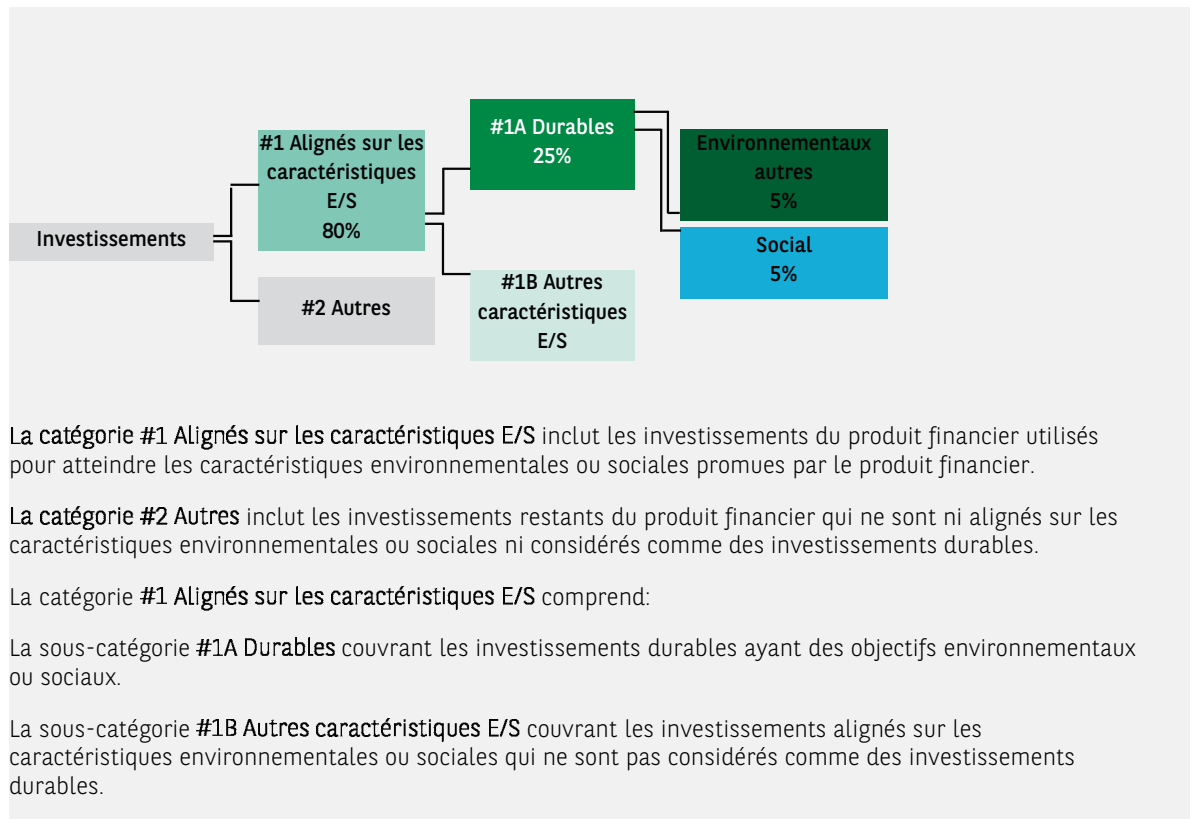 #1A Durables
25%
#1 Alignés sur les
caractéristiques
E/S
80%
Environnementaux
autres
5%
Investissements
Social
5%
#2 Autres
#1B Autres
caractéristiques
E/S
La catégorie #1 Alignés sur les caractéristiques E/S inclut les investissements du produit financier utilisés
pour atteindre les caractéristiques environnementales ou sociales promues par le produit financier.
La catégorie #2 Autres inclut les investissements restants du produit financier qui ne sont ni alignés sur les
caractéristiques environnementales ou sociales ni considérés comme des investissements durables.
La catégorie #1 Alignés sur les caractéristiques E/S comprend:
La sous-catégorie #1A Durables couvrant les investissements durables ayant des objectifs environnementaux
ou sociaux.
La sous-catégorie #1B Autres caractéristiques E/S couvrant les investissements alignés sur les
caractéristiques environnementales ou sociales qui ne sont pas considérés comme des investissements
durables.